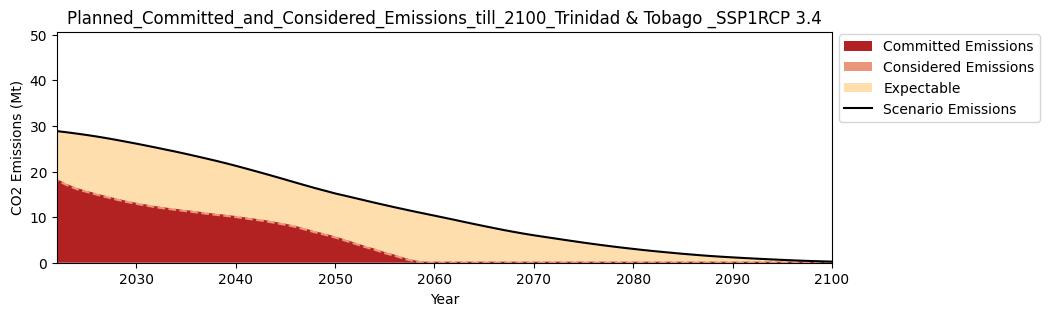 Planned_Committed_and_Considered_Emissions_till_2100_Trinidad & Tobago _SSP1RCP 3.4
50
40
30
20
10
0
CO2 Emissions (Mt)
2030 2040 2050 2060 2070 2080 2090 2100
Year
Committed Emissions
Considered Emissions
Expectable
Scenario Emissions